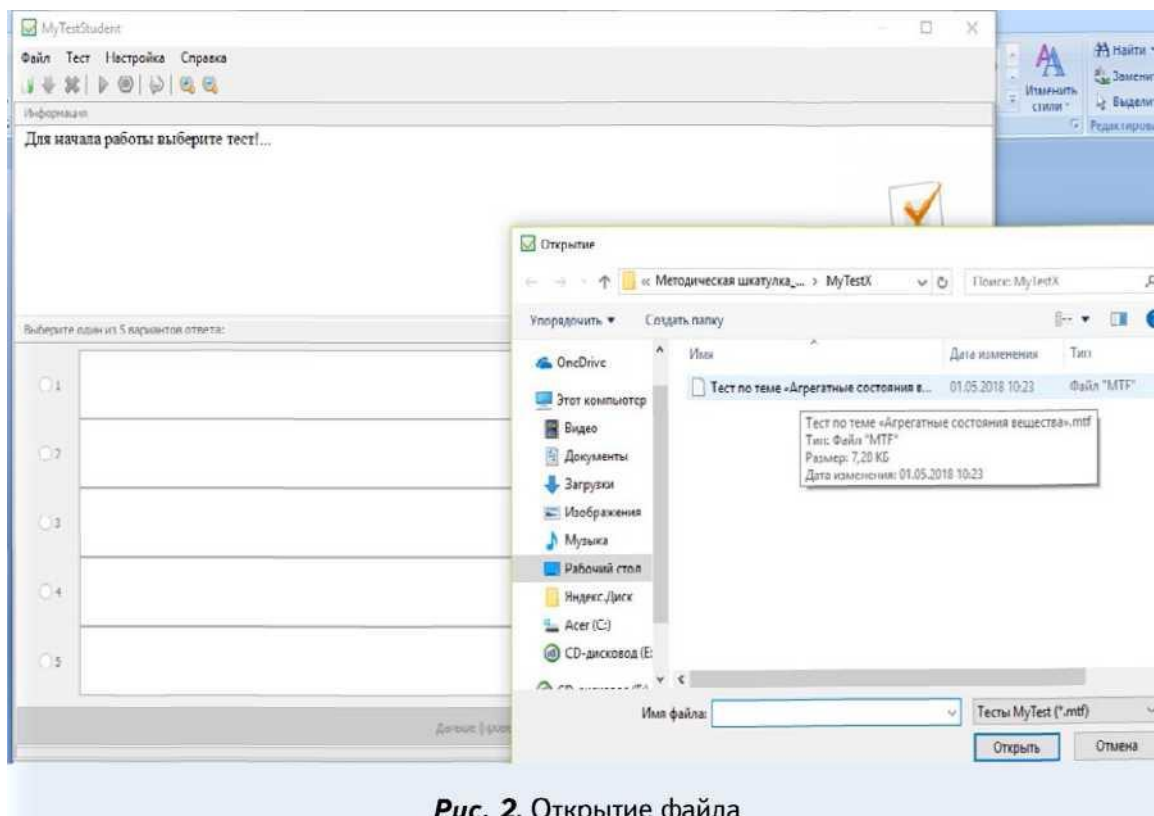 MyTestStudent
Файл Тест Настройка Справка
Информация
Для начала работы выберите тест!...
Найти
Заменит
Выделит
Изменить
стили
Редактирова
Открытие
« Методическая шкатулка_... > MyTestX
Поиск: MyTestX
Упорядочить
Создать папку
Выберите один из 5 вариантов ответа:
1
2
3
4
5
OneDrive
Этот компьютер
Видео
Документы
Загрузки
Изображения
Музыка
Рабочий стол
Яндекс.Диск
Acer (C:)
CD-дисковод (E:
Имя
Дата изменения
Тип
Тест по теме «Агрегатные состояния в...
01.05.2018 10:23
Файл "MTF"
Тест по теме «Агрегатные состояния вещества».mtf
Тип: Файл "MTF"
Размер: 7,20 КБ
Дата изменения: 01.05.2018 10:23
Дальше
Имя файла:
Тесты MyTest (*.mtf)
Открыть
Отмена
Рис. 2. Открытие файла